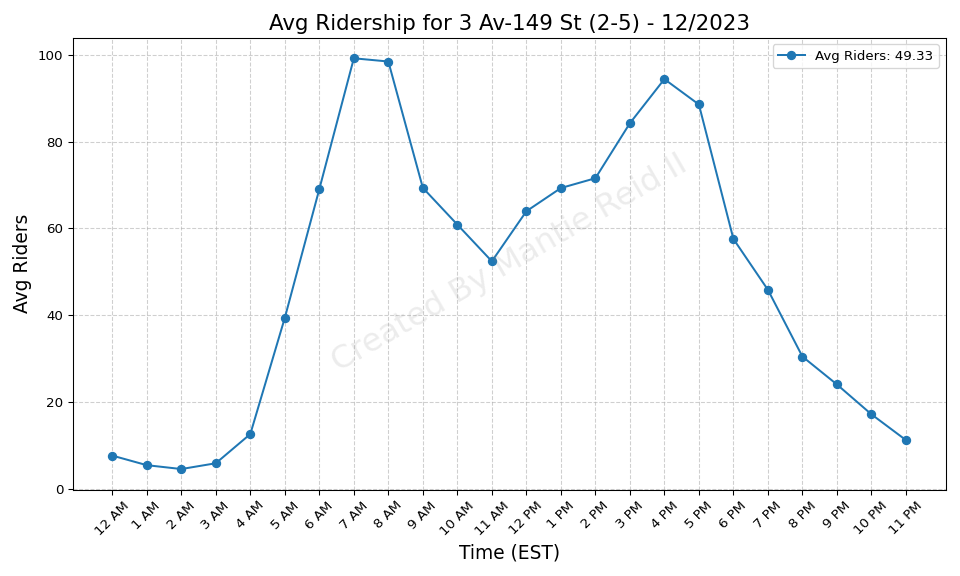 Avg Ridership for 3 Av-149 St (2-5) - 12/2023
Avg Riders: 49.33
100
80
60
40
20
0
Avg Riders
Created By Mantie Reid II
12 AM 1 AM 2 AM 3 AM 4 AM 5 AM 6 AM 7 AM 8 AM 9 AM 10 AM 11 AM 12 PM 1 PM 2 PM 3 PM 4 PM 5 PM 6 PM 7 PM 8 PM 9 PM 10 PM 11 PM
Time (EST)